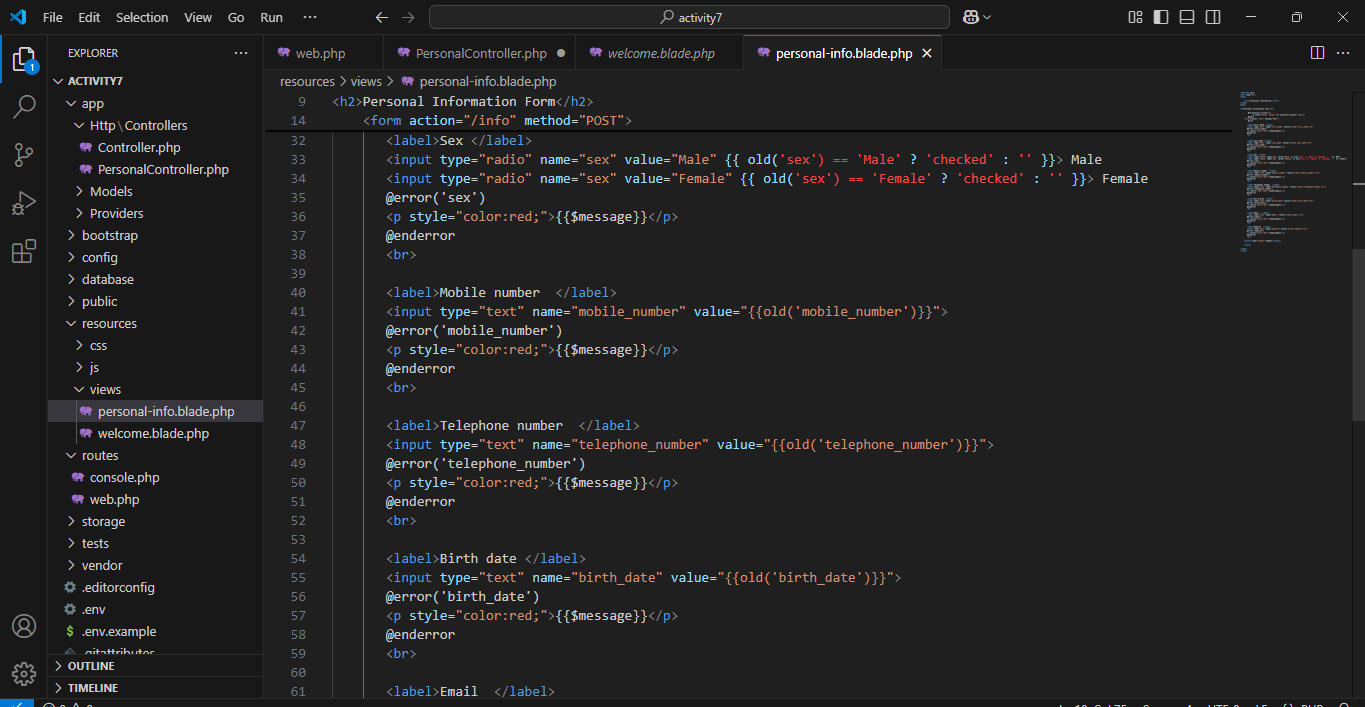 File Edit Selection View Go Run ··· activity7
EXPLORER ···
ACTIVITY7
app
Http\Controllers
Controller.php
PersonalController.php
Models
Providers
bootstrap
config
database
public
resources
css
js
views
personal-info.blade.php
welcome.blade.php
routes
console.php
web.php
storage
tests
vendor
.editorconfig
.env
$ .env.example
.gitattributes
OUTLINE
TIMELINE
1
web.php PersonalController.php welcome.blade.php personal-info.blade.php
resources > views > personal-info.blade.php
9 <h2>Personal Information Form</h2>
14 <form action="/info" method="POST">
32 <label>Sex </label>
33 <input type="radio" name="sex" value="Male" {{ old('sex') == 'Male' ? 'checked' : '' }}> Male
34 <input type="radio" name="sex" value="Female" {{ old('sex') == 'Female' ? 'checked' : '' }}> Female
35 @error('sex')
36 <p style="color:red;">{{$message}}</p>
37 @enderror
38 <br>
39
40 <label>Mobile number  </label>
41 <input type="text" name="mobile_number" value="{{old('mobile_number')}}">
42 @error('mobile_number')
43 <p style="color:red;">{{$message}}</p>
44 @enderror
45 <br>
46
47 <label>Telephone number  </label>
48 <input type="text" name="telephone_number" value="{{old('telephone_number')}}">
49 @error('telephone_number')
50 <p style="color:red;">{{$message}}</p>
51 @enderror
52 <br>
53
54 <label>Birth date </label>
55 <input type="text" name="birth_date" value="{{old('birth_date')}}">
56 @error('birth_date')
57 <p style="color:red;">{{$message}}</p>
58 @enderror
59 <br>
60
61 <label>Email  </label>